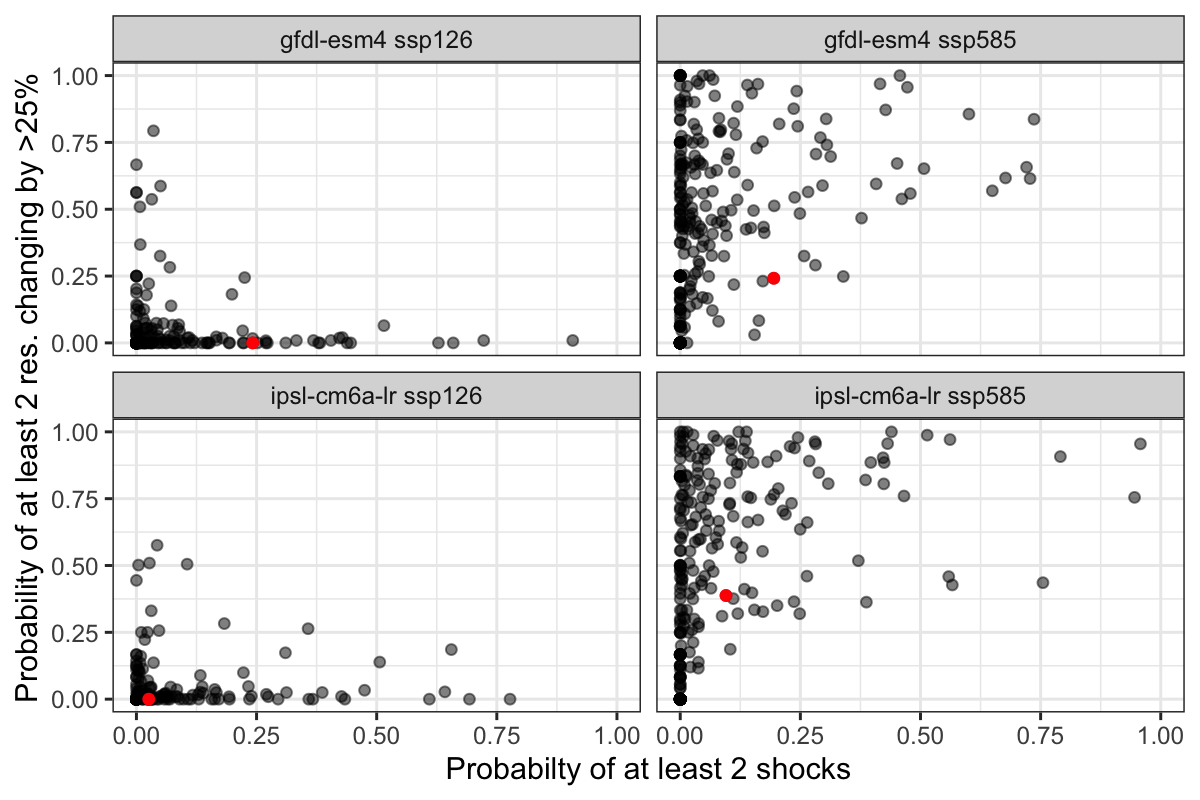 gfdl-esm4 ssp126
gfdl-esm4 ssp585
1.00
0.75
0.50
0.25
0.00
ipsl-cm6a-lr ssp126
ipsl-cm6a-lr ssp585
1.00
0.75
0.50
0.25
0.00
0.00 0.25 0.50 0.75 1.00
0.00 0.25 0.50 0.75 1.00
Probabilty of at least 2 shocks
Probability of at least 2 res. changing by >25%